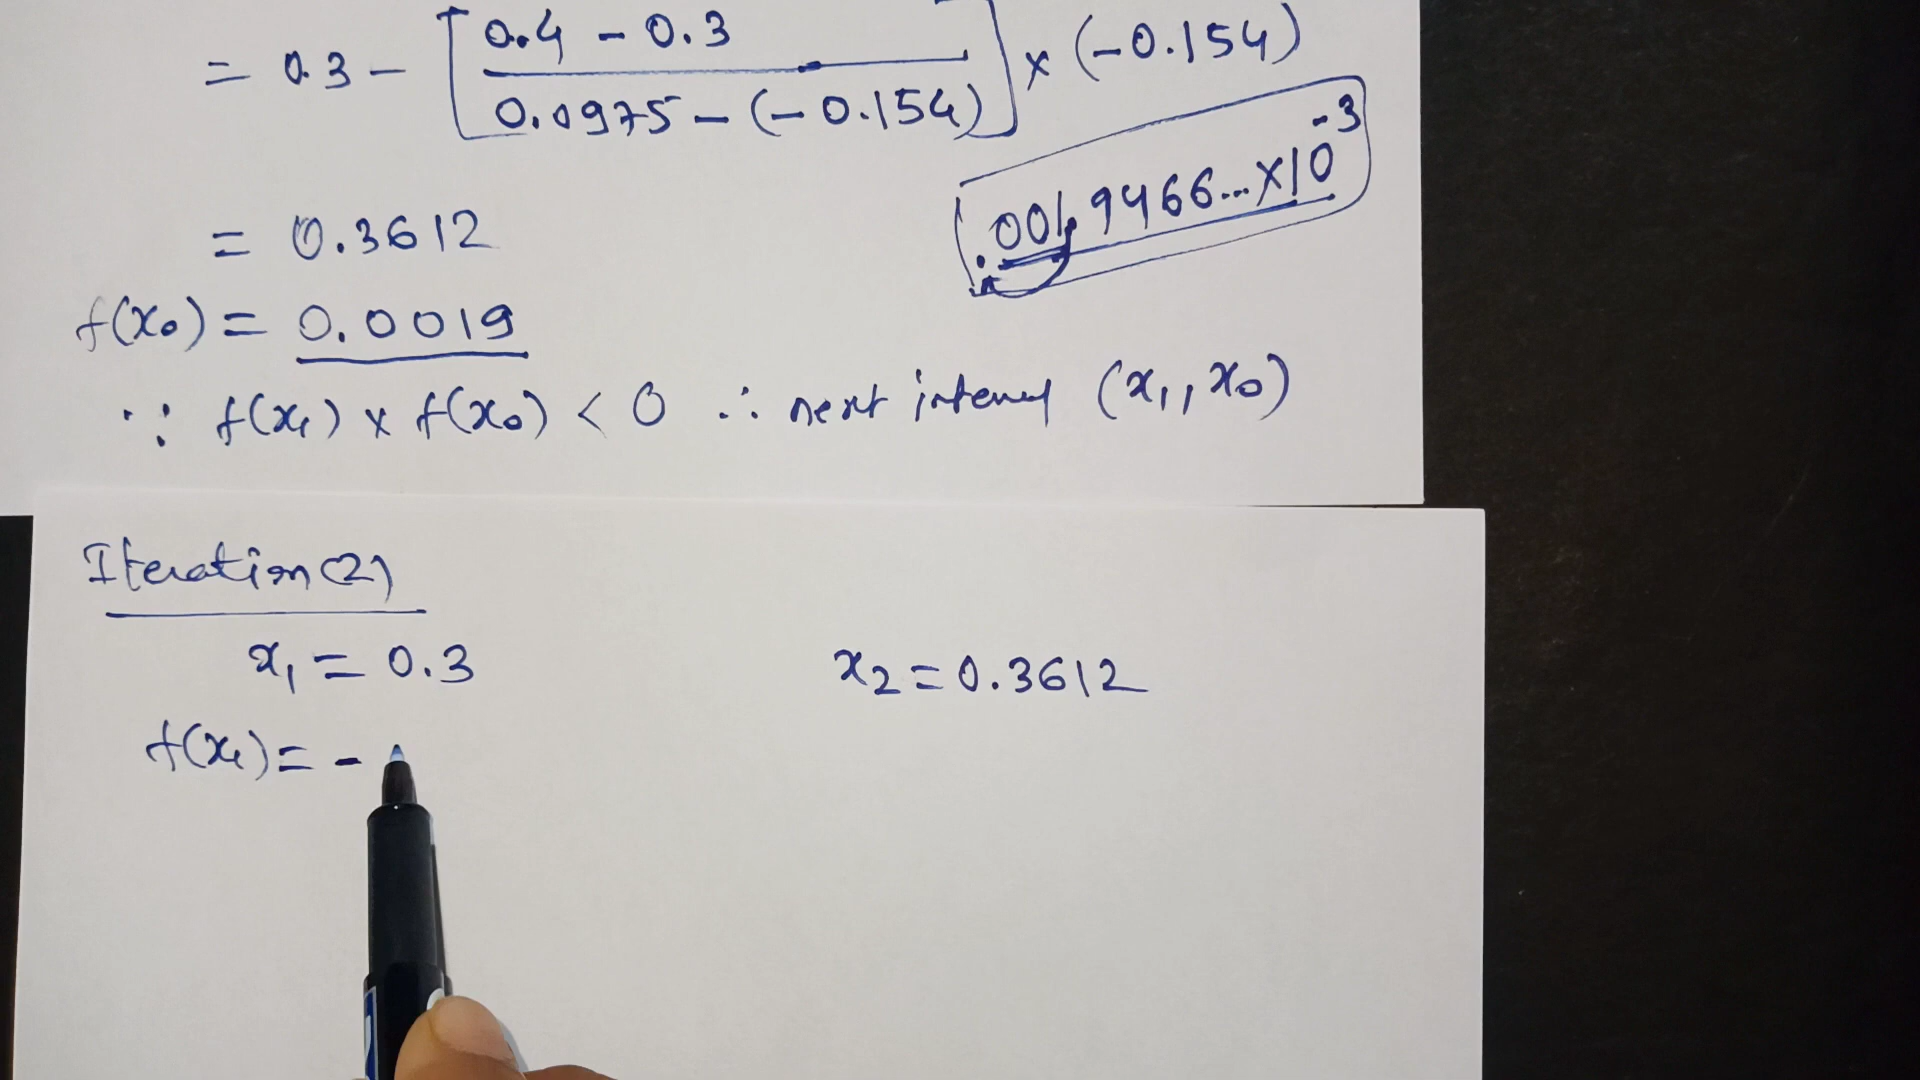 = 0.3 - [ 0.4 - 0.3 / 0.0975 - (-0.154) ] x (-0.154)
= 0.3612
.001,9466...x10^-3
f(x0) = 0.0019
∵ f(x1) x f(x0) < 0 ∴ next interval (x1, x0)
Iteration (2)
x1 = 0.3 x2 = 0.3612
f(x1) = -